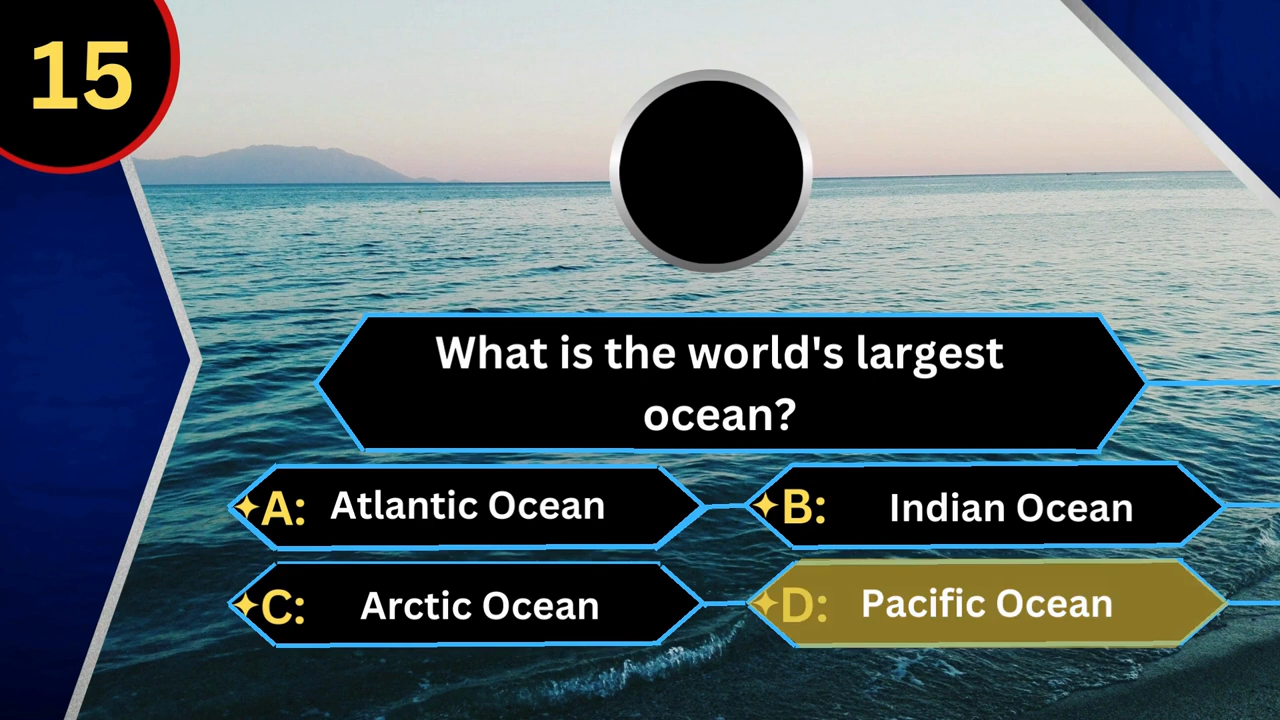 15
What is the world's largest
ocean?
A: Atlantic Ocean
B: Indian Ocean
C: Arctic Ocean
D: Pacific Ocean